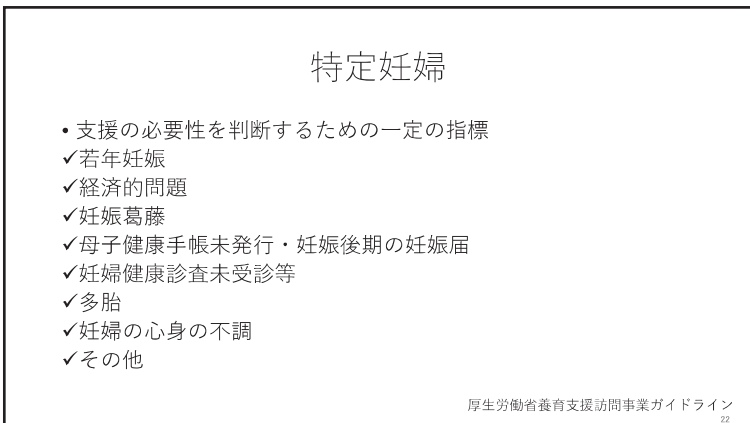 特定妊婦
• 支援の必要性を判断するための一定の指標
✓若年妊娠
✓経済的問題
✓妊娠葛藤
✓母子健康手帳未発行・妊娠後期の妊娠届
✓妊婦健康診査未受診等
✓多胎
✓妊婦の心身の不調
✓その他
厚生労働省養育支援訪問事業ガイドライン
22